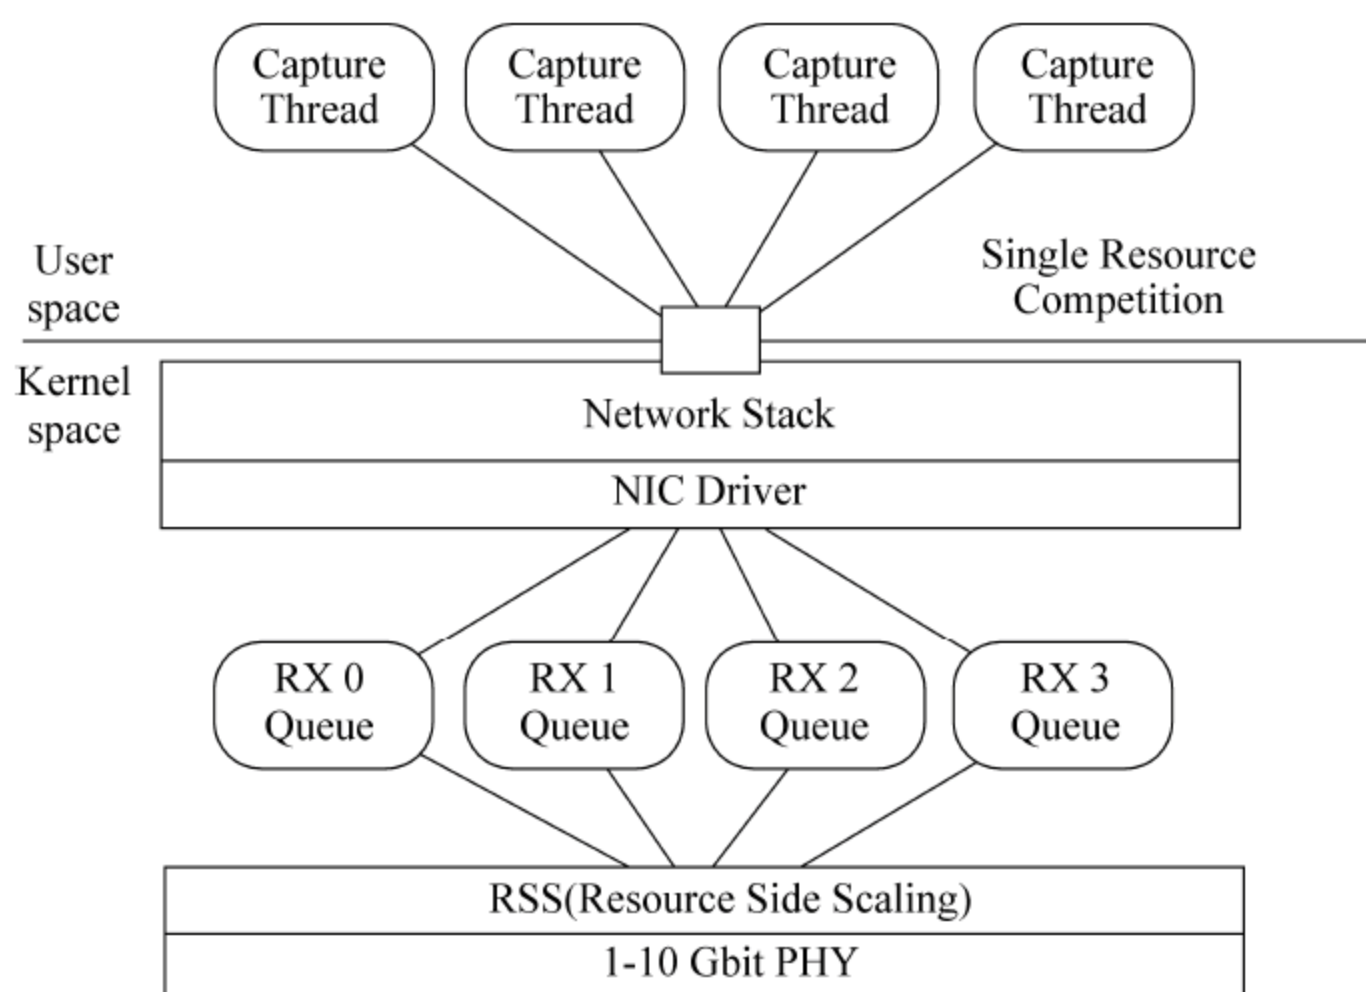 Capture
Thread
Capture
Thread
Capture
Thread
Capture
Thread
User
space
Single Resource
Competition
Kernel
space
Network Stack
NIC Driver
RX 0
Queue
RX 1
Queue
RX 2
Queue
RX 3
Queue
RSS(Resource Side Scaling)
1-10 Gbit PHY